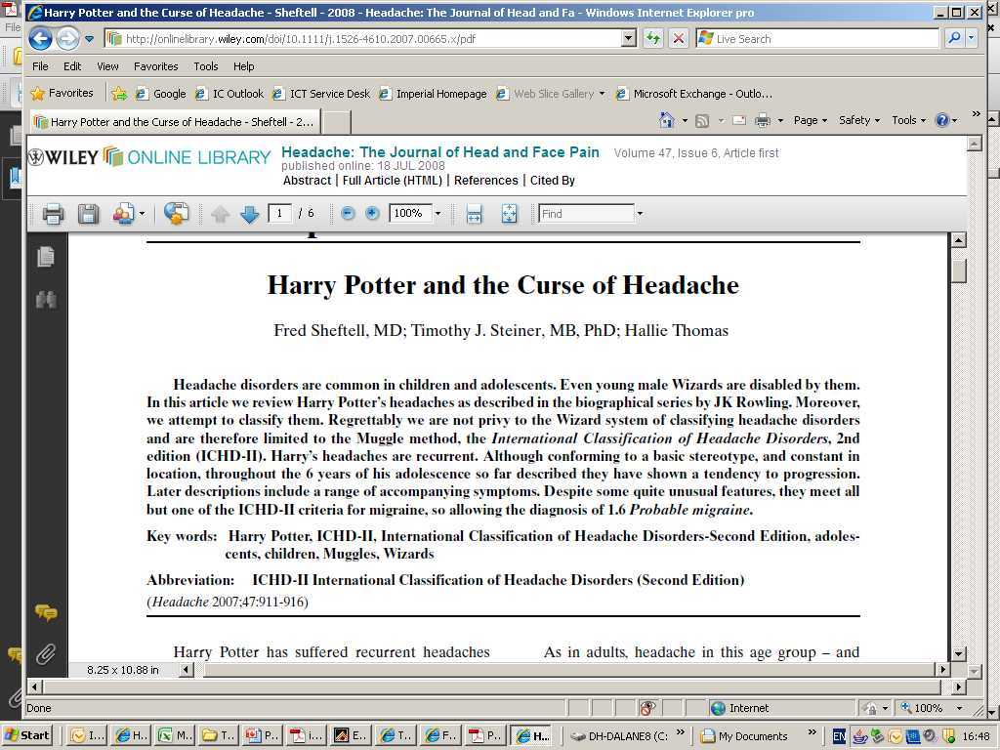 Harry Potter and the Curse of Headache - Sheftell - 2008 - Headache: The Journal of Head and Fa - Windows Internet Explorer pro
http://onlinelibrary.wiley.com/doi/10.1111/j.1526-4610.2007.00665.x/pdf
Live Search
File Edit View Favorites Tools Help
Favorites Google IC Outlook ICT Service Desk Imperial Homepage Web Slice Gallery Microsoft Exchange - Outlo...
Harry Potter and the Curse of Headache - Sheftell - 2... Page Safety Tools
WILEY ONLINE LIBRARY
Headache: The Journal of Head and Face Pain Volume 47, Issue 6, Article first
published online: 18 JUL 2008
Abstract | Full Article (HTML) | References | Cited By
1 / 6 100% Find
Harry Potter and the Curse of Headache
Fred Sheftell, MD; Timothy J. Steiner, MB, PhD; Hallie Thomas
Headache disorders are common in children and adolescents. Even young male Wizards are disabled by them.
In this article we review Harry Potter's headaches as described in the biographical series by JK Rowling. Moreover,
we attempt to classify them. Regrettably we are not privy to the Wizard system of classifying headache disorders
and are therefore limited to the Muggle method, the International Classification of Headache Disorders, 2nd
edition (ICHD-II). Harry's headaches are recurrent. Although conforming to a basic stereotype, and constant in
location, throughout the 6 years of his adolescence so far described they have shown a tendency to progression.
Later descriptions include a range of accompanying symptoms. Despite some quite unusual features, they meet all
but one of the ICHD-II criteria for migraine, so allowing the diagnosis of 1.6 Probable migraine.
Key words: Harry Potter, ICHD-II, International Classification of Headache Disorders-Second Edition, adoles-
cents, children, Muggles, Wizards
Abbreviation: ICHD-II International Classification of Headache Disorders (Second Edition)
(Headache 2007;47:911-916)
Harry Potter has suffered recurrent headaches
As in adults, headache in this age group – and
8.25 x 10.88 in
Done Internet 100%
Start I... H... M... T... P... i... E... T... F... P... H... DH-DALANE8 (C: My Documents EN 16:48